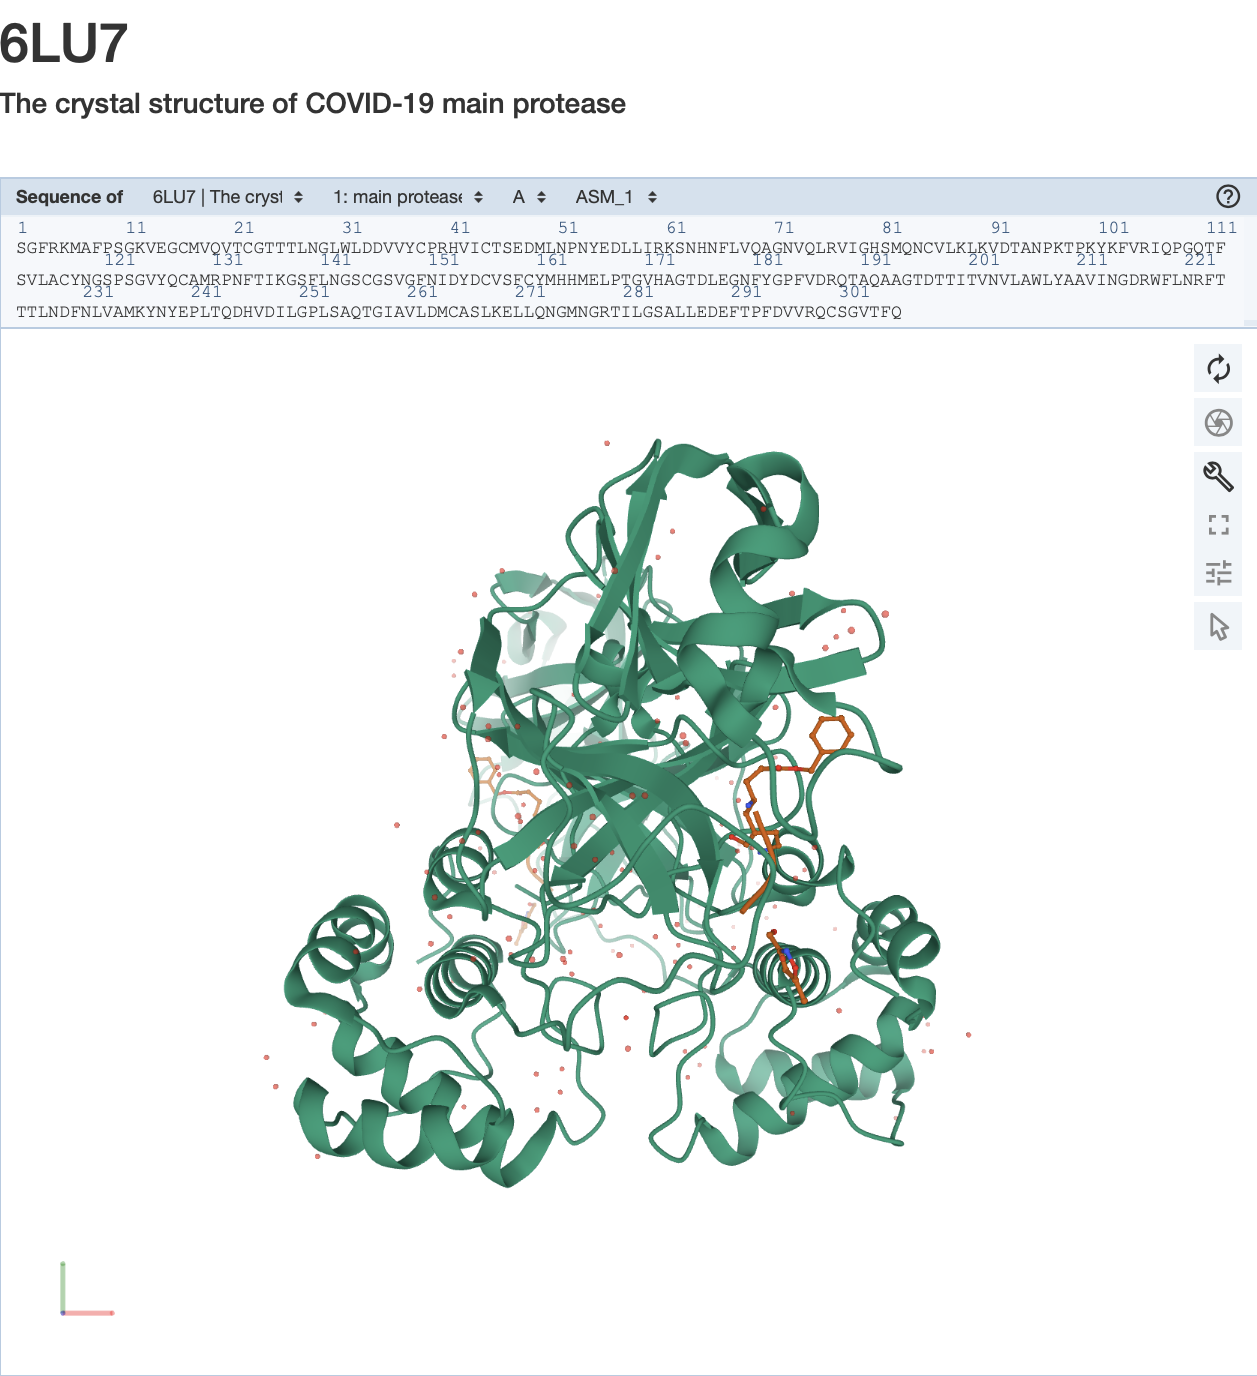 6LU7
The crystal structure of COVID-19 main protease
Sequence of 6LU7 | The cryst 1: main protease A ASM_1
1 11 21 31 41 51 61 71 81 91 101 111
SGFRKMAFPSGKVEGCMVQVTCGTTTLNGLWLDDVVYCPRHVICTSEDMLNPNYEDLLIRKSNHNFLVQAGNVQLRVIGHSMQNCVLKLKVDTANPKTPKYKFVRIQPGQTF
121 131 141 151 161 171 181 191 201 211 221
SVLACYNGSPSGVYQCAMRPNFTIKGSFLNGSCGSVGFNIDYDCVSFCYMHHMELPTGVHAGTDLEGNFYGPFVDRQTAQAAGTDTTITVNVLAWLYAAVINGDRWFLNRFT
231 241 251 261 271 281 291 301
TTLNDFNLVAMKYNYEPLTQDHVDILGPLSAQTGIAVLDMCASLKELLQNGMNGRTILGSALLEDEFTPFDVVRQCSGVTFQ